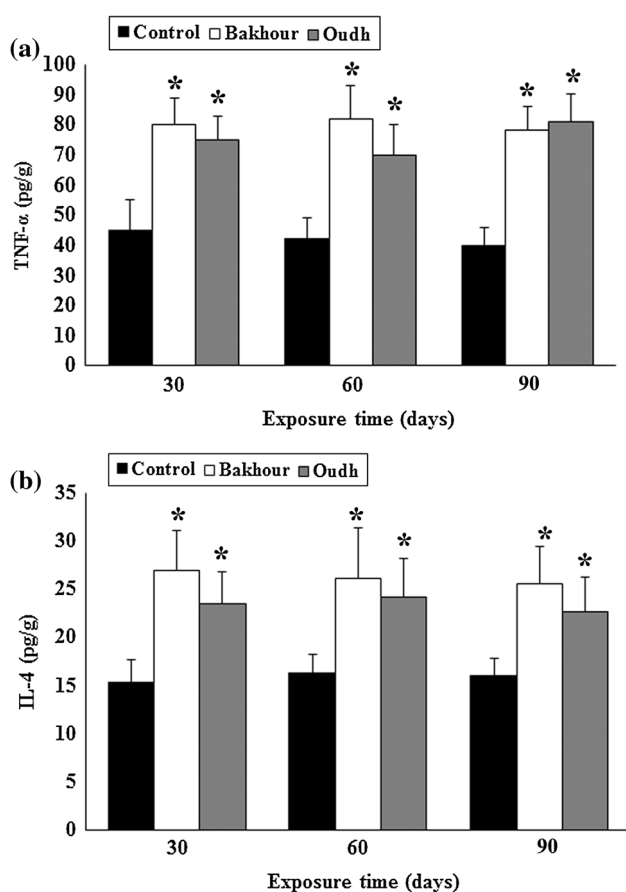 (a)
Control Bakhour Oudh
TNF-α (pg/g)
100
90
80
70
60
50
40
30
20
10
0
* * * * * *
30 60 90
Exposure time (days)
(b)
Control Bakhour Oudh
IL-4 (pg/g)
35
30
25
20
15
10
5
0
* * * * * *
30 60 90
Exposure time (days)